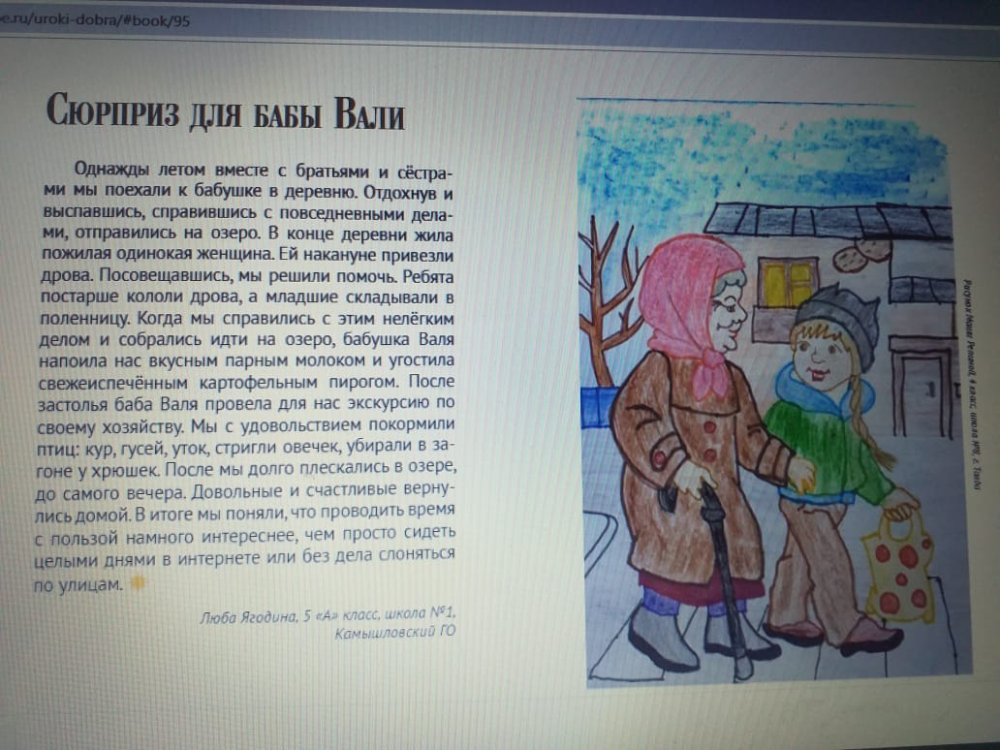 e.ru/uroki-dobra/#book/95
Сюрприз для бабы Вали
Однажды летом вместе с братьями и сёстра-
ми мы поехали к бабушке в деревню. Отдохнув и
выспавшись, справившись с повседневными дела-
ми, отправились на озеро. В конце деревни жила
пожилая одинокая женщина. Ей накануне привезли
дрова. Посовещавшись, мы решили помочь. Ребята
постарше кололи дрова, а младшие складывали в
поленницу. Когда мы справились с этим нелёгким
делом и собрались идти на озеро, бабушка Валя
напоила нас вкусным парным молоком и угостила
свежеиспечённым картофельным пирогом. После
застолья баба Валя провела для нас экскурсию по
своему хозяйству. Мы с удовольствием покормили
птиц: кур, гусей, уток, стригли овечек, убирали в за-
гоне у хрюшек. После мы долго плескались в озере,
до самого вечера. Довольные и счастливые верну-
лись домой. В итоге мы поняли, что проводить время
с пользой намного интереснее, чем просто сидеть
целыми днями в интернете или без дела слоняться
по улицам.
Люба Ягодина, 5 «А» класс, школа №1,
Камышловский ГО
Рисунок Маши Репиной, 4 класс, школа №8, г. Тавда